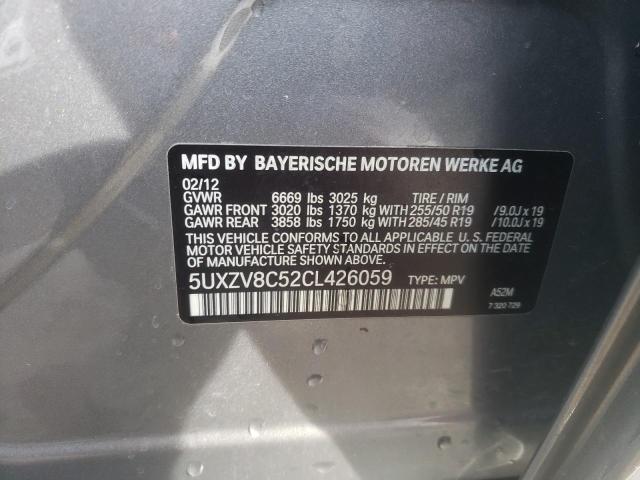 MFD BY BAYERISCHE MOTOREN WERKE AG
02/12
GVWR 6669 lbs 3025 kg TIRE / RIM
GAWR FRONT 3020 lbs 1370 kg WITH 255/50 R19 /9.0J x 19
GAWR REAR 3858 lbs 1750 kg WITH 285/45 R19 /10.0J x 19
THIS VEHICLE CONFORMS TO ALL APPLICABLE U.S. FEDERAL
MOTOR VEHICLE SAFETY STANDARDS IN EFFECT ON THE DATE
OF MANUFACTURE SHOWN ABOVE.
5UXZV8C52CL426059 TYPE: MPV
A52M
7 320 729